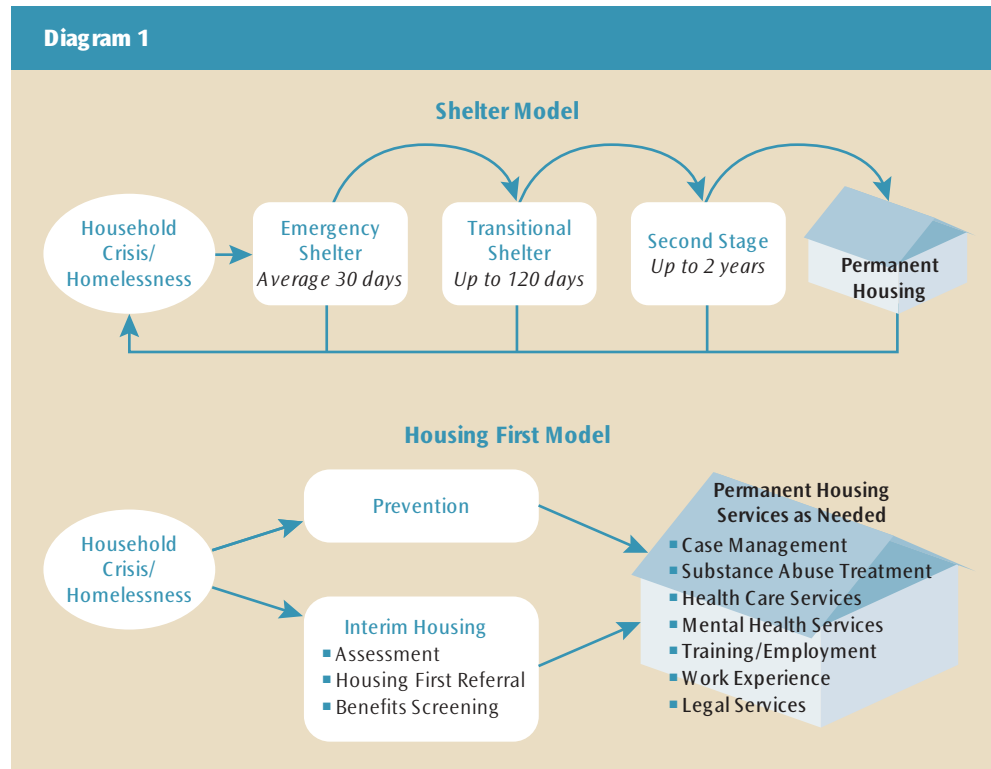 Diagram 1
Shelter Model
Household
Crisis/
Homelessness
Emergency
Shelter
Average 30 days
Transitional
Shelter
Up to 120 days
Second Stage
Up to 2 years
Permanent
Housing
Housing First Model
Household
Crisis/
Homelessness
Prevention
Interim Housing
▪ Assessment
▪ Housing First Referral
▪ Benefits Screening
Permanent Housing
Services as Needed
▪ Case Management
▪ Substance Abuse Treatment
▪ Health Care Services
▪ Mental Health Services
▪ Training/Employment
▪ Work Experience
▪ Legal Services